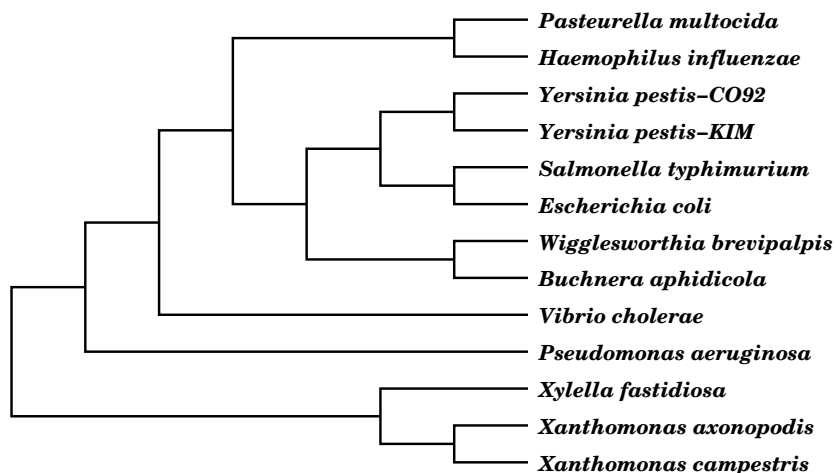 Pasteurella multocida
Haemophilus influenzae
Yersinia pestis–CO92
Yersinia pestis–KIM
Salmonella typhimurium
Escherichia coli
Wigglesworthia brevipalpis
Buchnera aphidicola
Vibrio cholerae
Pseudomonas aeruginosa
Xylella fastidiosa
Xanthomonas axonopodis
Xanthomonas campestris